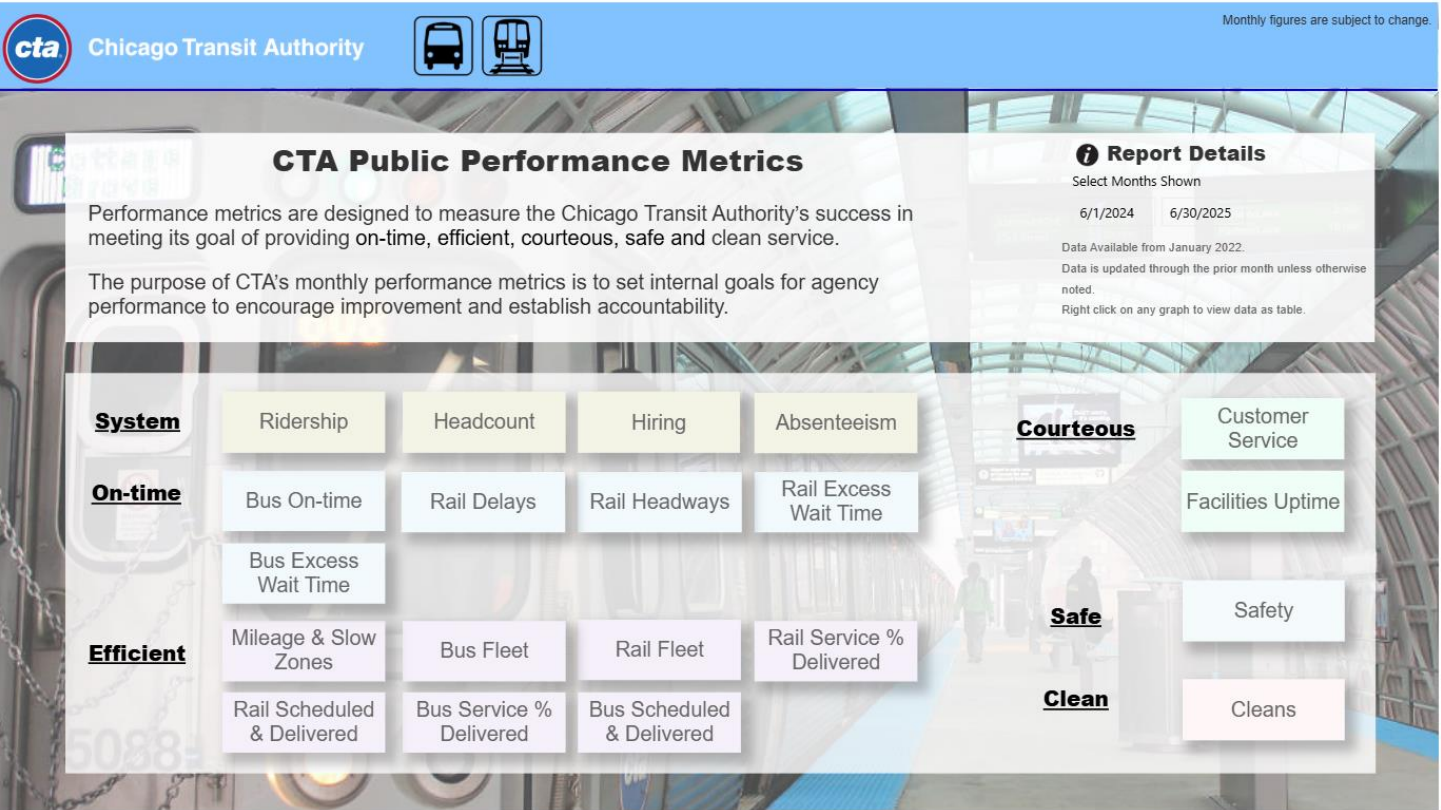 Monthly figures are subject to change.
cta
Chicago Transit Authority
CTA Public Performance Metrics
Performance metrics are designed to measure the Chicago Transit Authority’s success in
meeting its goal of providing on-time, efficient, courteous, safe and clean service.
The purpose of CTA’s monthly performance metrics is to set internal goals for agency
performance to encourage improvement and establish accountability.
Report Details
Select Months Shown
6/1/2024 6/30/2025
Data Available from January 2022.
Data is updated through the prior month unless otherwise
noted.
Right click on any graph to view data as table.
System
Ridership
Headcount
Hiring
Absenteeism
On-time
Bus On-time
Rail Delays
Rail Headways
Rail Excess
Wait Time
Bus Excess
Wait Time
Efficient
Mileage & Slow
Zones
Bus Fleet
Rail Fleet
Rail Service %
Delivered
Rail Scheduled
& Delivered
Bus Service %
Delivered
Bus Scheduled
& Delivered
Courteous
Customer
Service
Facilities Uptime
Safe
Safety
Clean
Cleans
5088